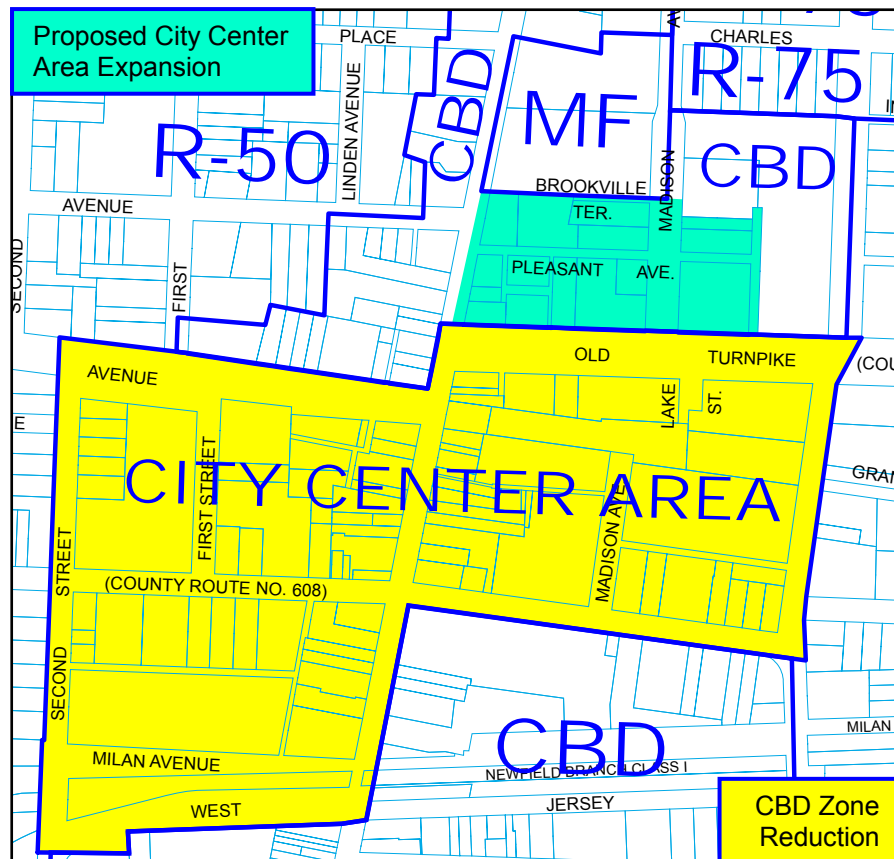 Proposed City Center
Area Expansion
PLACE
CHARLES
LINDEN AVENUE
CBD
R-75
MF
R-50
CBD
MADISON
BROOKVILLE
TER.
AVENUE
SECOND
FIRST
PLEASANT AVE.
OLD TURNPIKE
(COU
AVENUE
LAKE ST.
E
FIRST STREET
CITY CENTER AREA
GRAN
MADISON AVE.
SECOND STREET
(COUNTY ROUTE NO. 608)
MILAN AVENUE
CBD
MILAN
NEWFIELD BRANCH CLASS I
WEST JERSEY
CBD Zone
Reduction